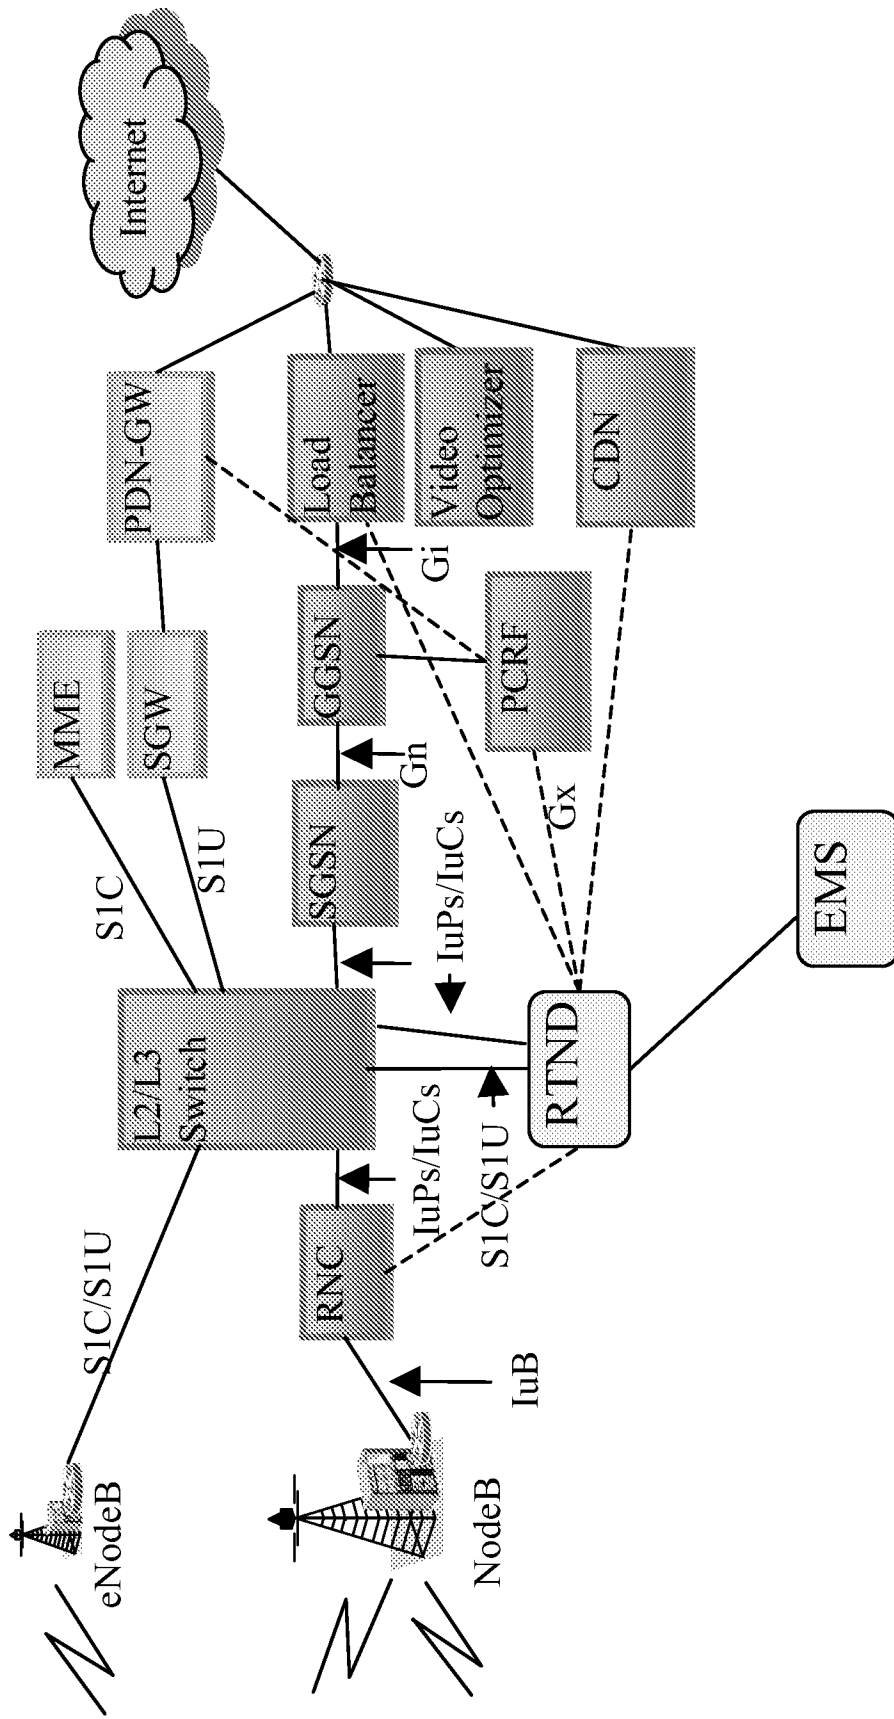 eNodeB
S1C/S1U
L2/L3
Switch
S1C
S1U
MME
SGW
PDN-GW
Internet
NodeB
IuB
RNC
IuPs/IuCs
S1C/S1U
IuPs/IuCs
SGSN
Gn
GGSN
Gi
Load
Balancer
Video
Optimizer
PCRF
CDN
Gx
RTND
EMS